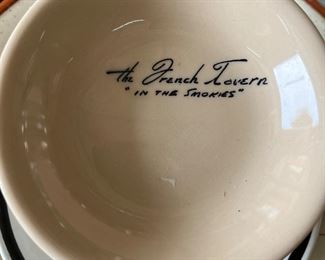 the French Tavern
"IN THE SMOKIES"